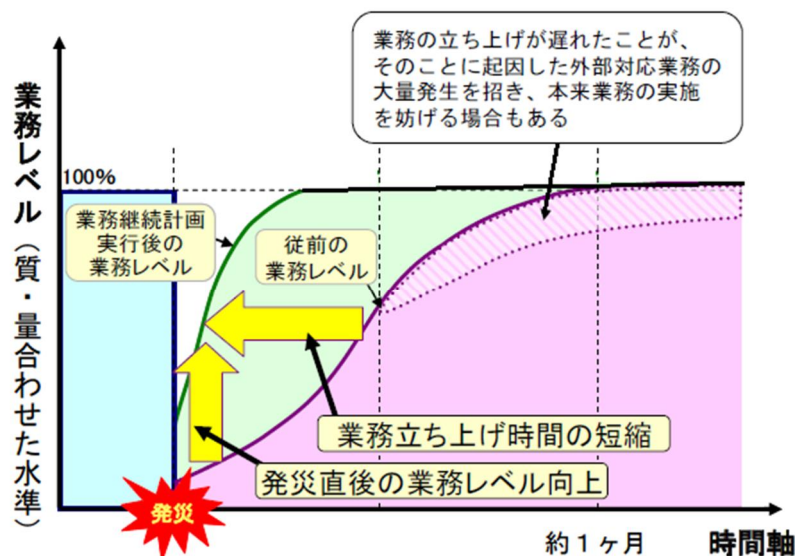 業務の立ち上げが遅れたことが、
そのことに起因した外部対応業務の
大量発生を招き、本来業務の実施
を妨げる場合もある
業務レベル（質・量合わせた水準）
100%
業務継続計画
実行後の
業務レベル
従前の
業務レベル
業務立ち上げ時間の短縮
発災直後の業務レベル向上
発災
約１ヶ月
時間軸